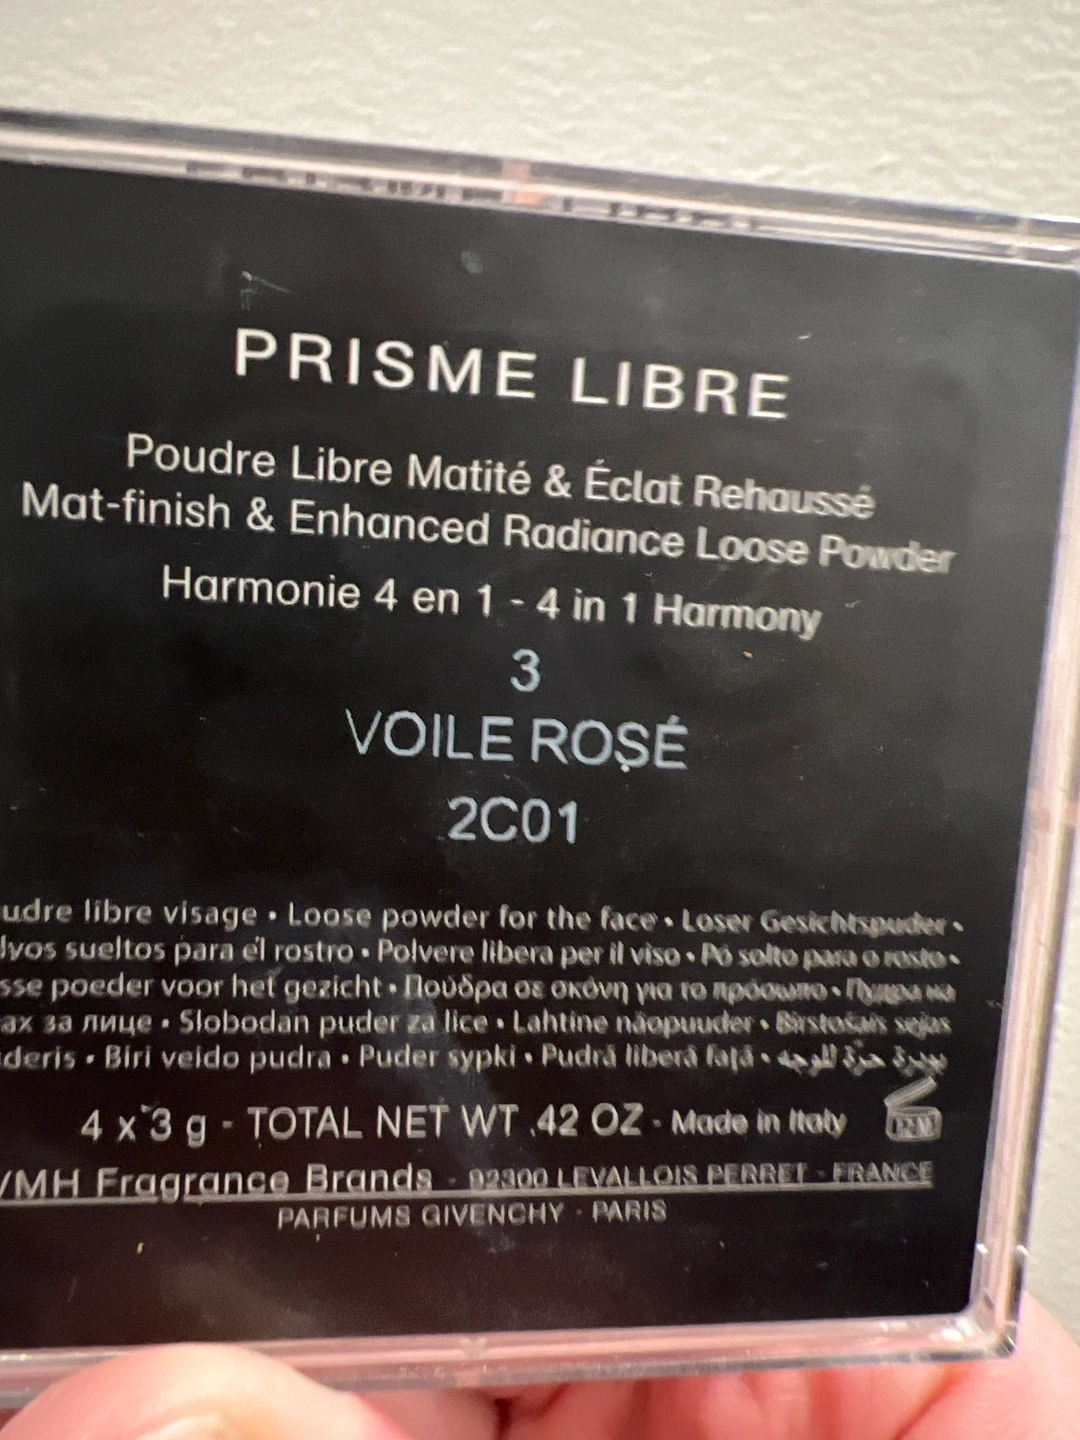 PRISME LIBRE
Poudre Libre Matité & Éclat Rehaussé
Mat-finish & Enhanced Radiance Loose Powder
Harmonie 4 en 1 - 4 in 1 Harmony
3
VOILE ROSÉ
2C01
udre libre visage • Loose powder for the face • Loser Gesichtspuder •
lvos sueltos para el rostro • Polvere libera per il viso • Pó solto para o rosto •
sse poeder voor het gezicht • Πούδρα σε σκόνη για το πρόσωπο • Пудра на
ах за лице • Slobodan puder za lice • Lahtine näopuuder • Birstošais sejas
deris • Biri veido pudra • Puder sypki • Pudră liberă față • بودرة حرّة للوجه
4 x 3 g - TOTAL NET WT .42 OZ - Made in Italy
VMH Fragrance Brands - 92300 LEVALLOIS PERRET - FRANCE
PARFUMS GIVENCHY - PARIS